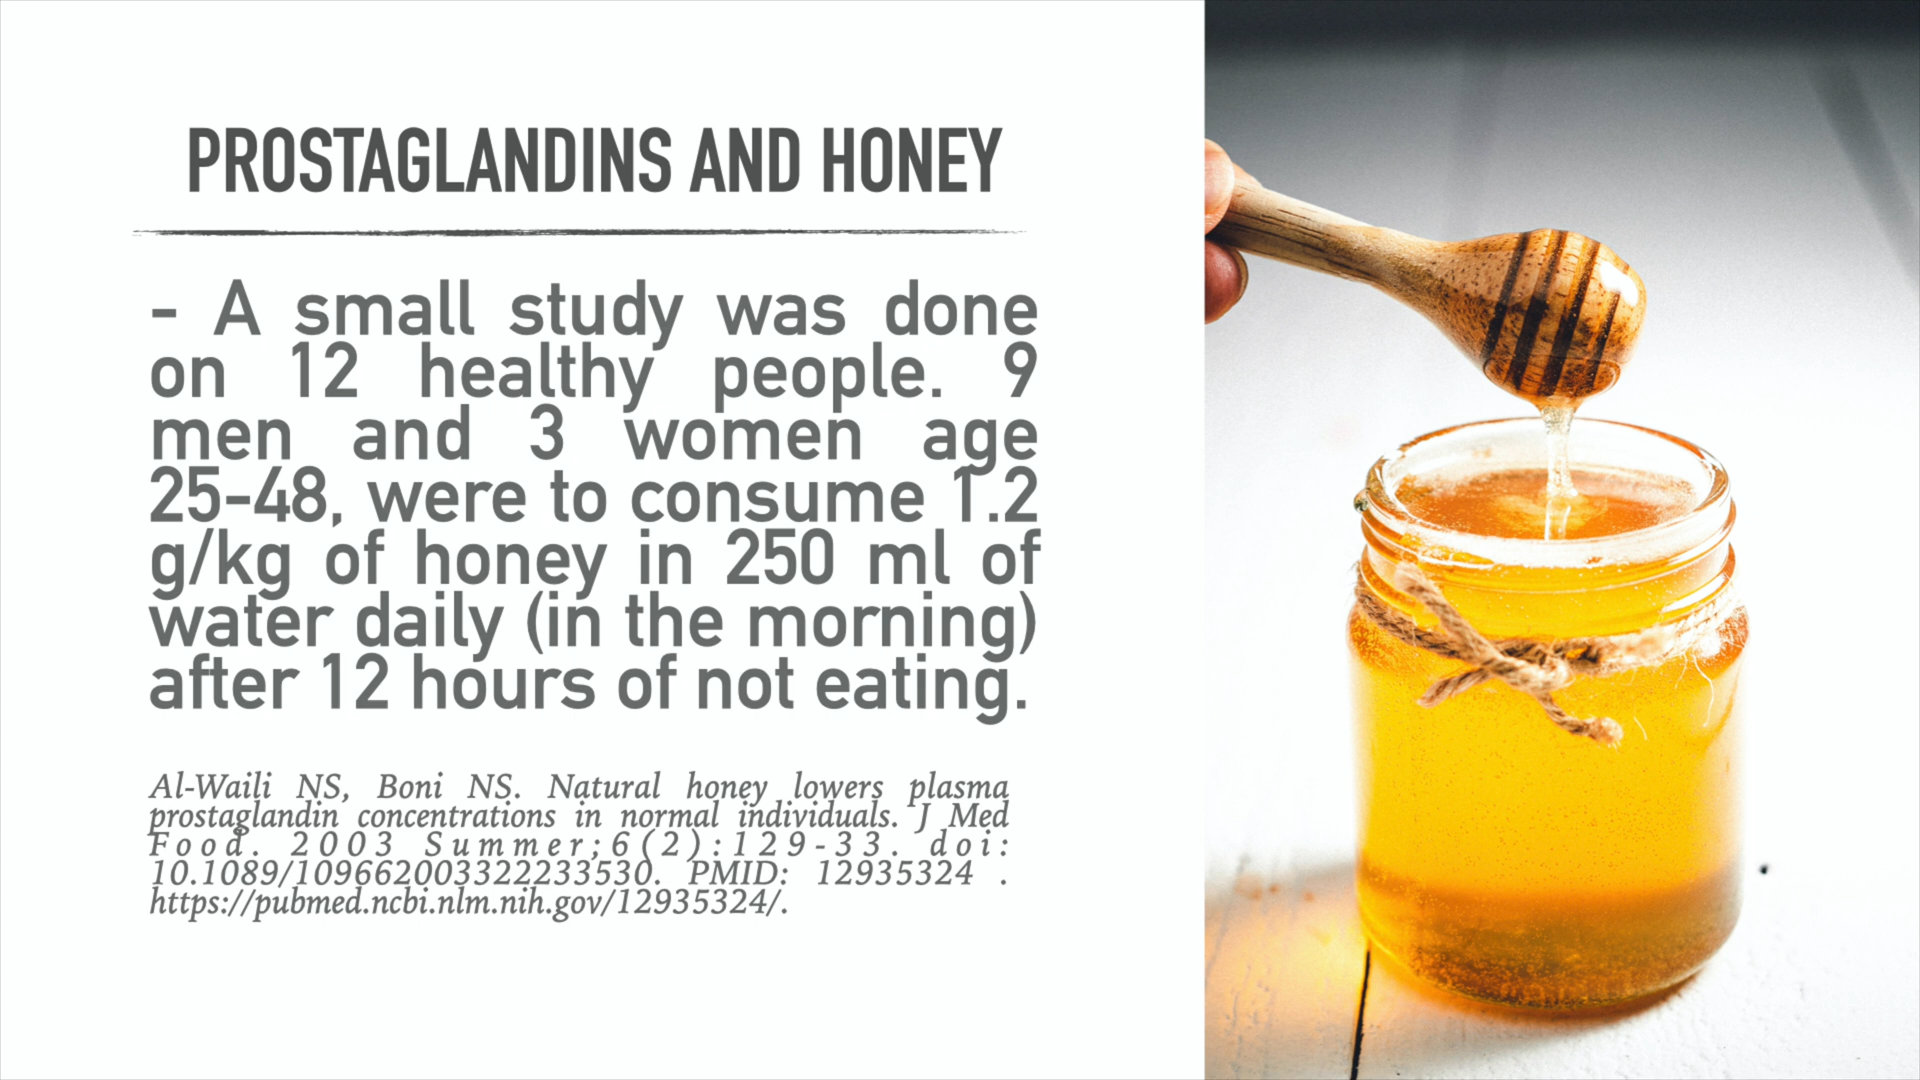 PROSTAGLANDINS AND HONEY
- A small study was done
on 12 healthy people. 9
men and 3 women age
25-48, were to consume 1.2
g/kg of honey in 250 ml of
water daily (in the morning)
after 12 hours of not eating.
Al-Waili NS, Boni NS. Natural honey lowers plasma
prostaglandin concentrations in normal individuals. J Med
Food. 2003 Summer;6(2):129-33. doi:
10.1089/109662003322233530. PMID: 12935324 .
https://pubmed.ncbi.nlm.nih.gov/12935324/.